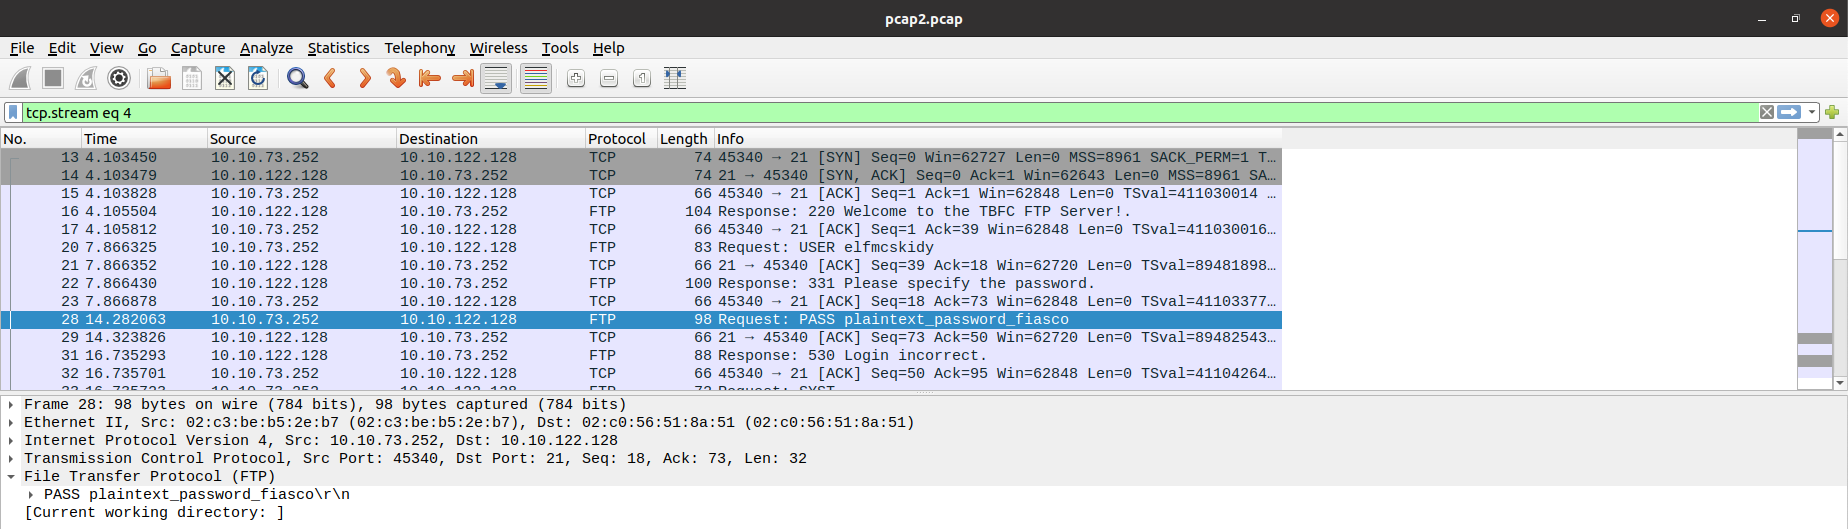 pcap2.pcap
File Edit View Go Capture Analyze Statistics Telephony Wireless Tools Help
tcp.stream eq 4
No. Time Source Destination Protocol Length Info
13 4.103450 10.10.73.252 10.10.122.128 TCP 74 45340 → 21 [SYN] Seq=0 Win=62727 Len=0 MSS=8961 SACK_PERM=1 T…
14 4.103479 10.10.122.128 10.10.73.252 TCP 74 21 → 45340 [SYN, ACK] Seq=0 Ack=1 Win=62643 Len=0 MSS=8961 SA…
15 4.103828 10.10.73.252 10.10.122.128 TCP 66 45340 → 21 [ACK] Seq=1 Ack=1 Win=62848 Len=0 TSval=411030014 …
16 4.105504 10.10.122.128 10.10.73.252 FTP 104 Response: 220 Welcome to the TBFC FTP Server!.
17 4.105812 10.10.73.252 10.10.122.128 TCP 66 45340 → 21 [ACK] Seq=1 Ack=39 Win=62848 Len=0 TSval=411030016…
20 7.866325 10.10.73.252 10.10.122.128 FTP 83 Request: USER elfmcskidy
21 7.866352 10.10.122.128 10.10.73.252 TCP 66 21 → 45340 [ACK] Seq=39 Ack=18 Win=62720 Len=0 TSval=89481898…
22 7.866430 10.10.122.128 10.10.73.252 FTP 100 Response: 331 Please specify the password.
23 7.866878 10.10.73.252 10.10.122.128 TCP 66 45340 → 21 [ACK] Seq=18 Ack=73 Win=62848 Len=0 TSval=41103377…
28 14.282063 10.10.73.252 10.10.122.128 FTP 98 Request: PASS plaintext_password_fiasco
29 14.323826 10.10.122.128 10.10.73.252 TCP 66 21 → 45340 [ACK] Seq=73 Ack=50 Win=62720 Len=0 TSval=89482543…
31 16.735293 10.10.122.128 10.10.73.252 FTP 88 Response: 530 Login incorrect.
32 16.735701 10.10.73.252 10.10.122.128 TCP 66 45340 → 21 [ACK] Seq=50 Ack=95 Win=62848 Len=0 TSval=41104264…
Frame 28: 98 bytes on wire (784 bits), 98 bytes captured (784 bits)
Ethernet II, Src: 02:c3:be:b5:2e:b7 (02:c3:be:b5:2e:b7), Dst: 02:c0:56:51:8a:51 (02:c0:56:51:8a:51)
Internet Protocol Version 4, Src: 10.10.73.252, Dst: 10.10.122.128
Transmission Control Protocol, Src Port: 45340, Dst Port: 21, Seq: 18, Ack: 73, Len: 32
File Transfer Protocol (FTP)
PASS plaintext_password_fiasco\r\n
[Current working directory: ]